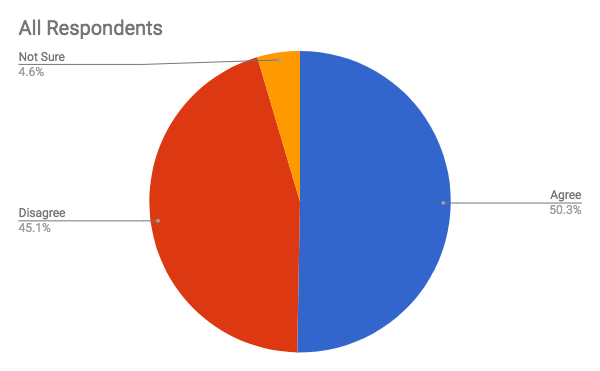 All Respondents
Not Sure
4.6%
Agree
50.3%
Disagree
45.1%